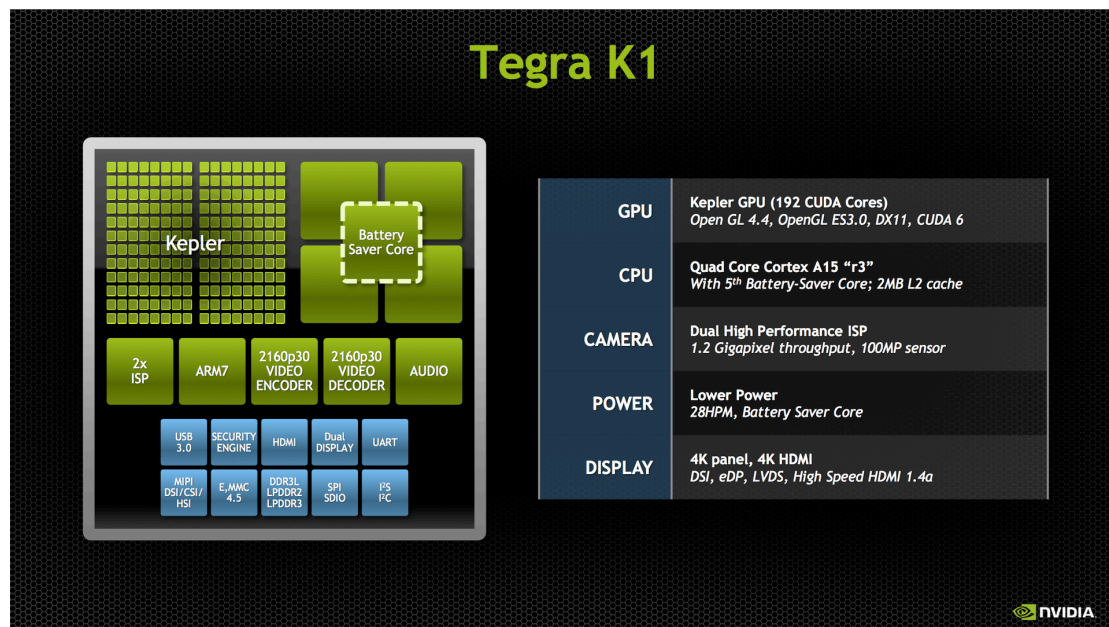 Tegra K1
Kepler
Battery
Saver Core
2x
ISP
ARM7
2160p30
VIDEO
ENCODER
2160p30
VIDEO
DECODER
AUDIO
USB
3.0
SECURITY
ENGINE
HDMI
Dual
DISPLAY
UART
MIPI
DSI/CSI/
HSI
E,MMC
4.5
DDR3L
LPDDR2
LPDDR3
SPI
SDIO
I²S
I²C
GPU
Kepler GPU (192 CUDA Cores)
Open GL 4.4, OpenGL ES3.0, DX11, CUDA 6
CPU
Quad Core Cortex A15 “r3”
With 5th Battery-Saver Core; 2MB L2 cache
CAMERA
Dual High Performance ISP
1.2 Gigapixel throughput, 100MP sensor
POWER
Lower Power
28HPM, Battery Saver Core
DISPLAY
4K panel, 4K HDMI
DSI, eDP, LVDS, High Speed HDMI 1.4a
NVIDIA.